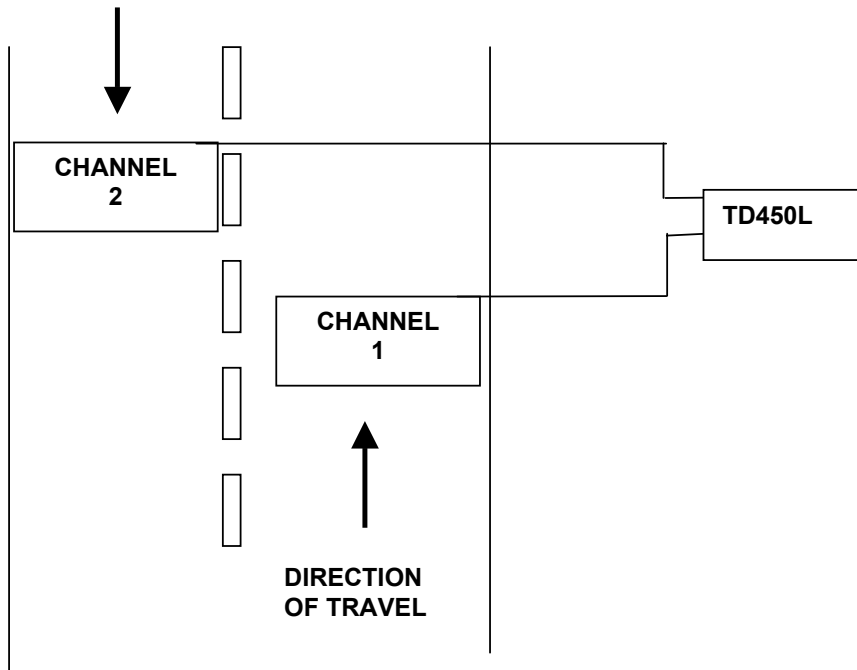 CHANNEL
2
TD450L
CHANNEL
1
DIRECTION
OF TRAVEL